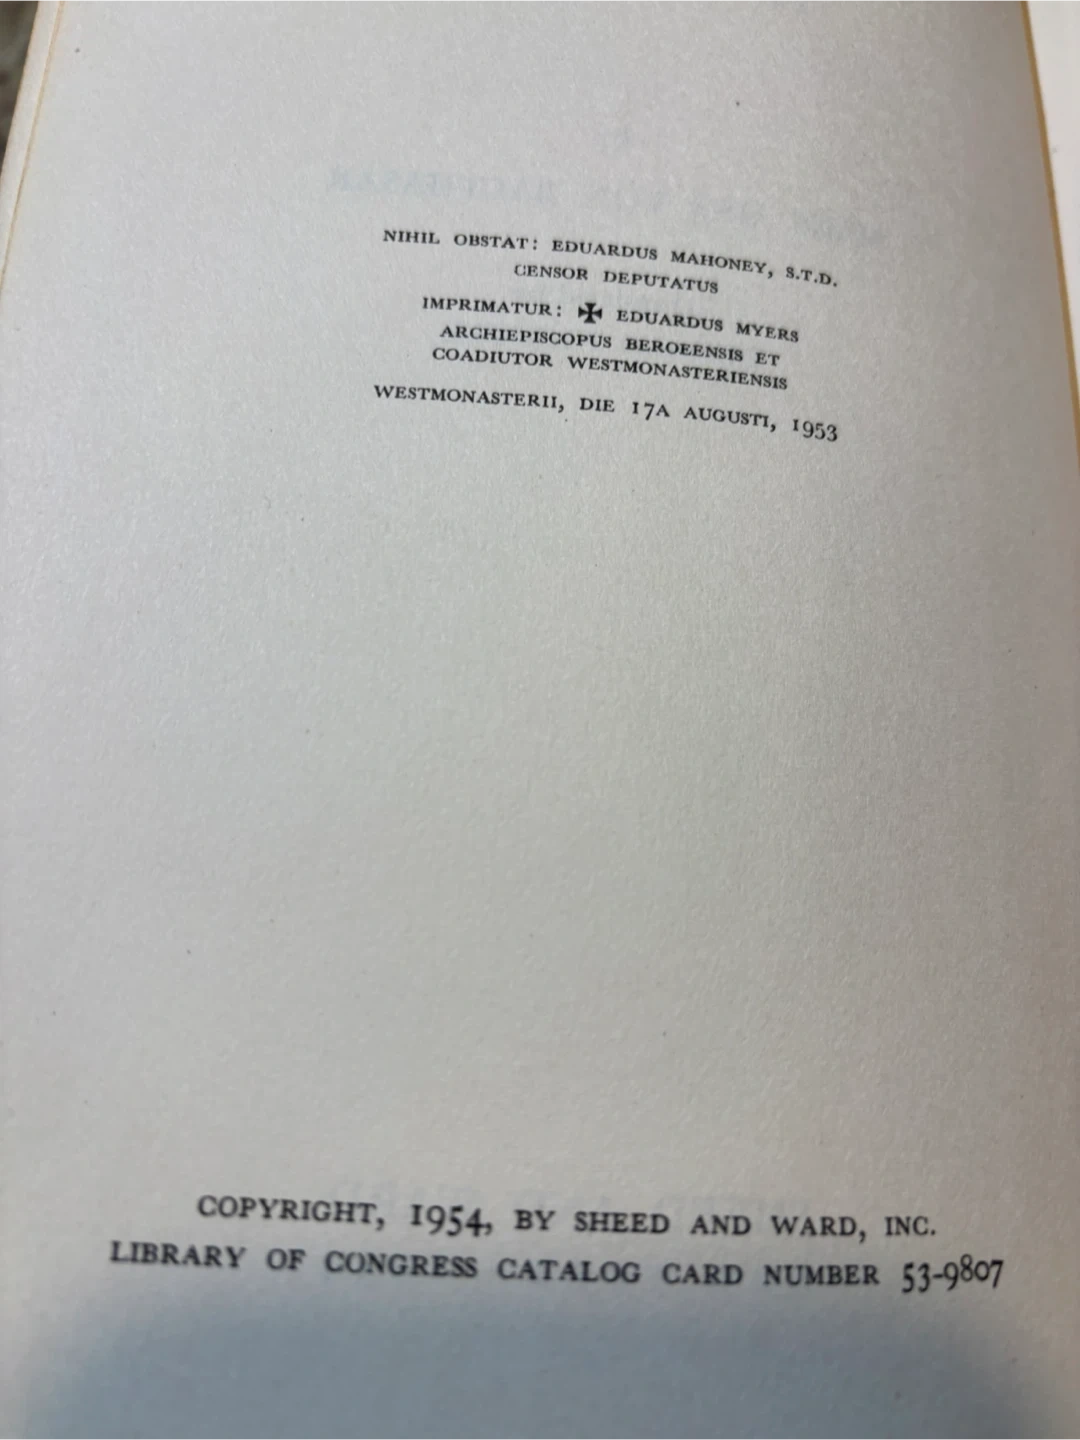 NIHIL OBSTAT: EDUARDUS MAHONEY, S.T.D.
CENSOR DEPUTATUS
IMPRIMATUR: ✠ EDUARDUS MYERS
ARCHIEPISCOPUS BEROEENSIS ET
COADIUTOR WESTMONASTERIENSIS
WESTMONASTERII, DIE 17A AUGUSTI, 1953
COPYRIGHT, 1954, BY SHEED AND WARD, INC.
LIBRARY OF CONGRESS CATALOG CARD NUMBER 53-9807